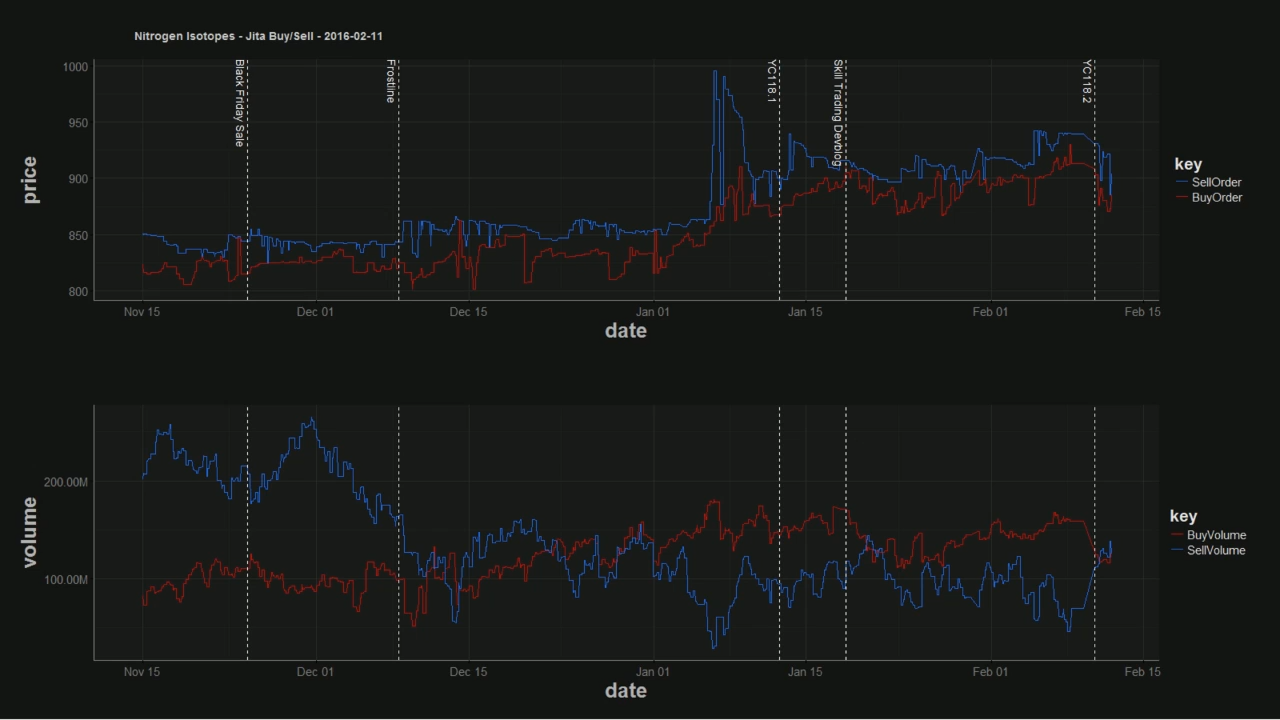 Nitrogen Isotopes - Jita Buy/Sell - 2016-02-11
price
1000
950
900
850
800
Black Friday Sale
Frostline
YC118.1
Skill Trading Devblog
YC118.2
Nov 15
Dec 01
Dec 15
Jan 01
Jan 15
Feb 01
Feb 15
date
key
SellOrder
BuyOrder
volume
200.00M
100.00M
Nov 15
Dec 01
Dec 15
Jan 01
Jan 15
Feb 01
Feb 15
date
key
BuyVolume
SellVolume